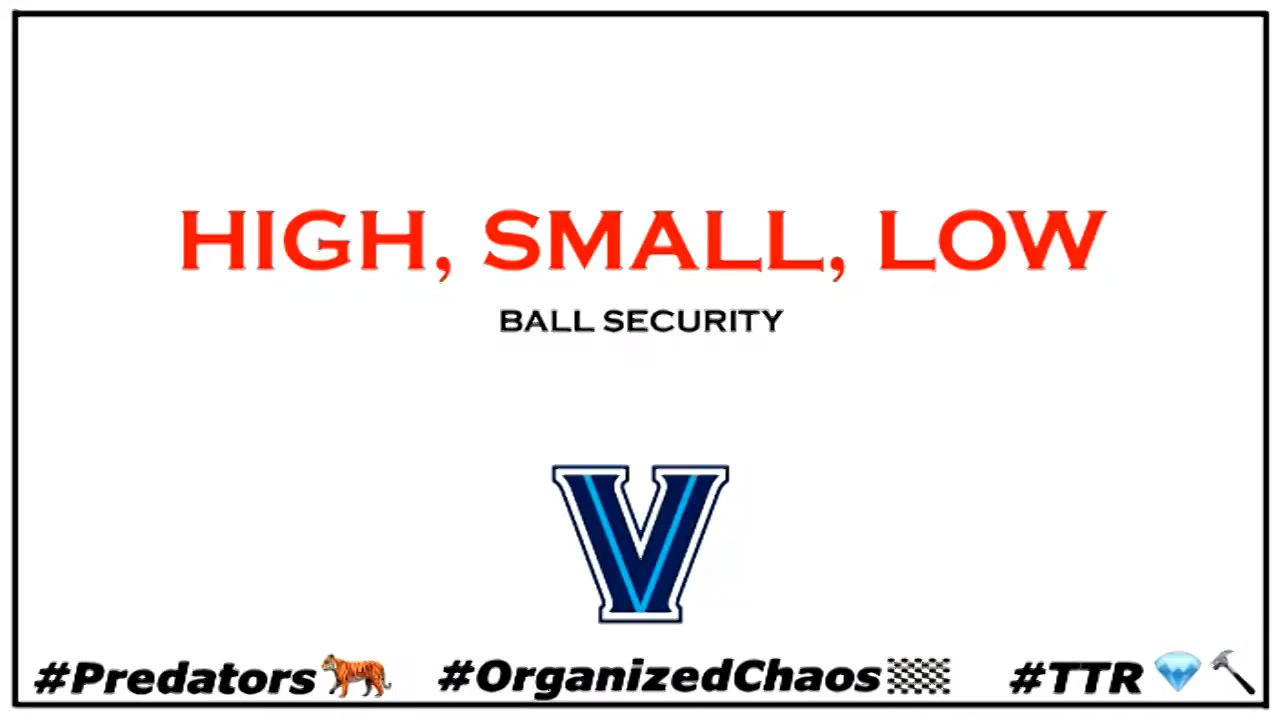 HIGH, SMALL, LOW
BALL SECURITY
V
#Predators #OrganizedChaos #TTR